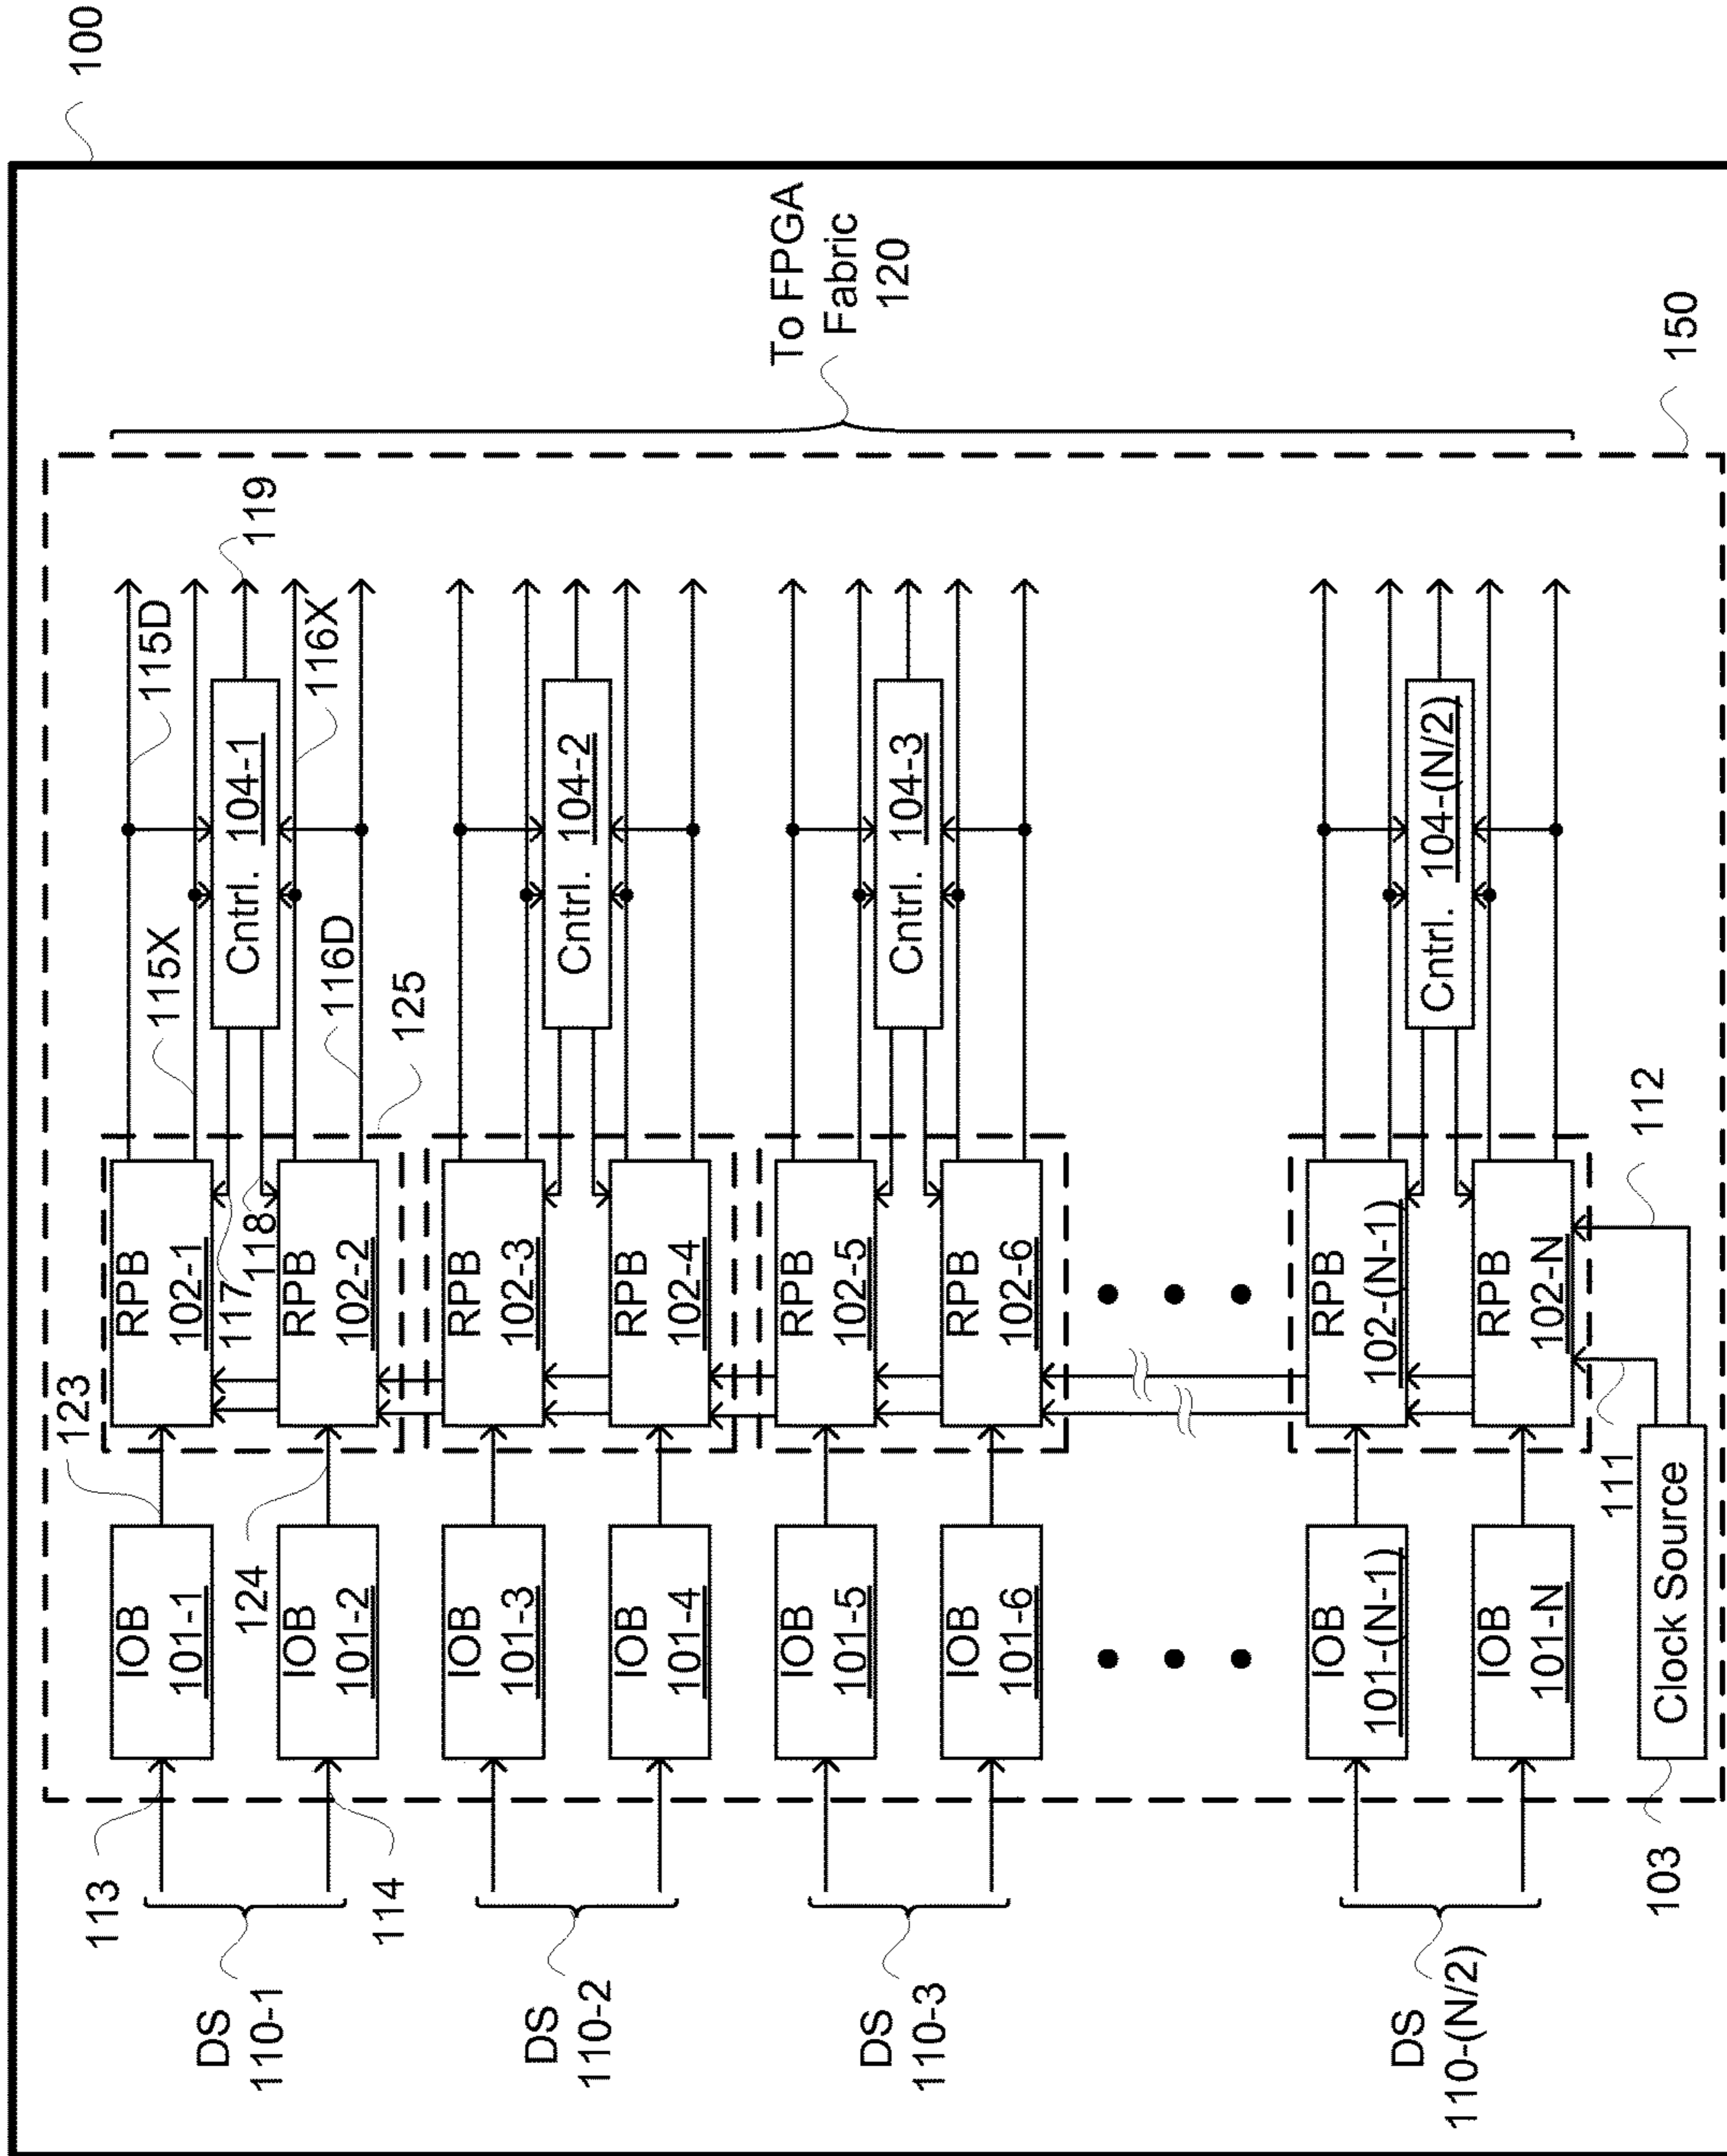 100
DS
110-1
113
114
IOB
101-1
IOB
101-2
123
124
RPB
102-1
RPB
102-2
117
118
115X
115D
Cntrl. 104-1
116D
116X
119
125
DS
110-2
IOB
101-3
IOB
101-4
RPB
102-3
RPB
102-4
Cntrl. 104-2
To FPGA
Fabric
120
DS
110-3
IOB
101-5
IOB
101-6
RPB
102-5
RPB
102-6
Cntrl. 104-3
DS
110-(N/2)
IOB
101-(N-1)
IOB
101-N
RPB
102-(N-1)
RPB
102-N
Cntrl. 104-(N/2)
103
Clock Source
111
112
150